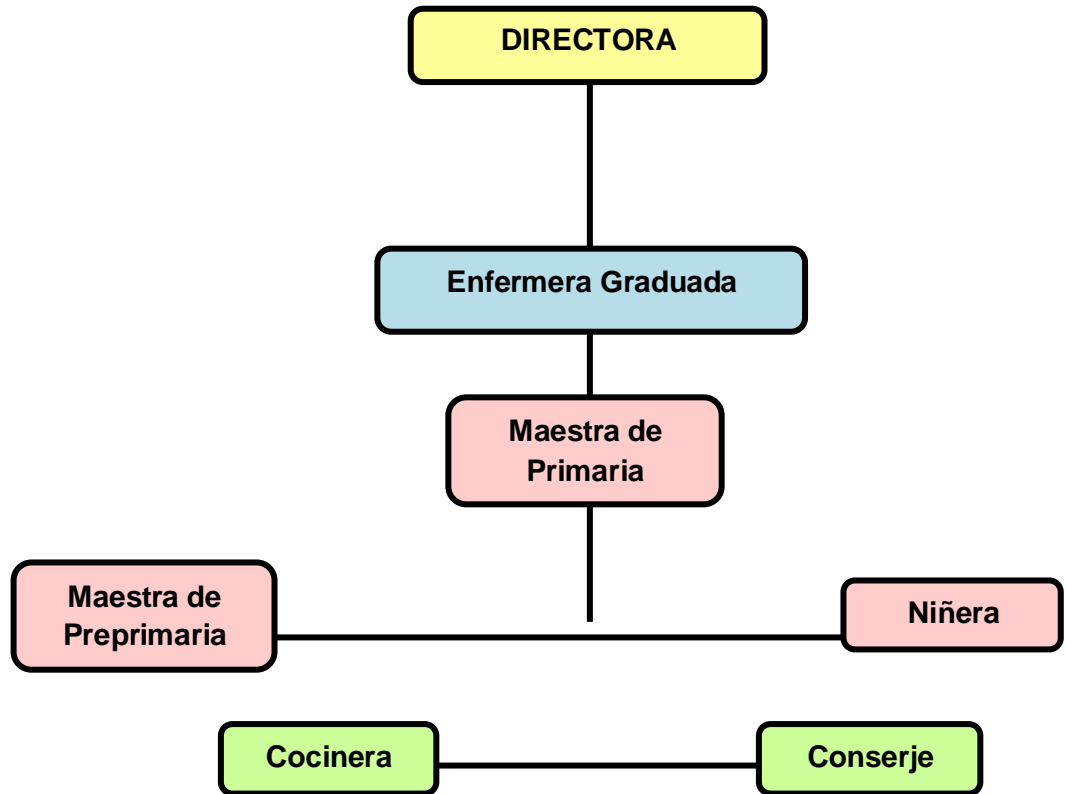 DIRECTORA
Enfermera Graduada
Maestra de
Primaria
Maestra de
Preprimaria
Niñera
Cocinera
Conserje